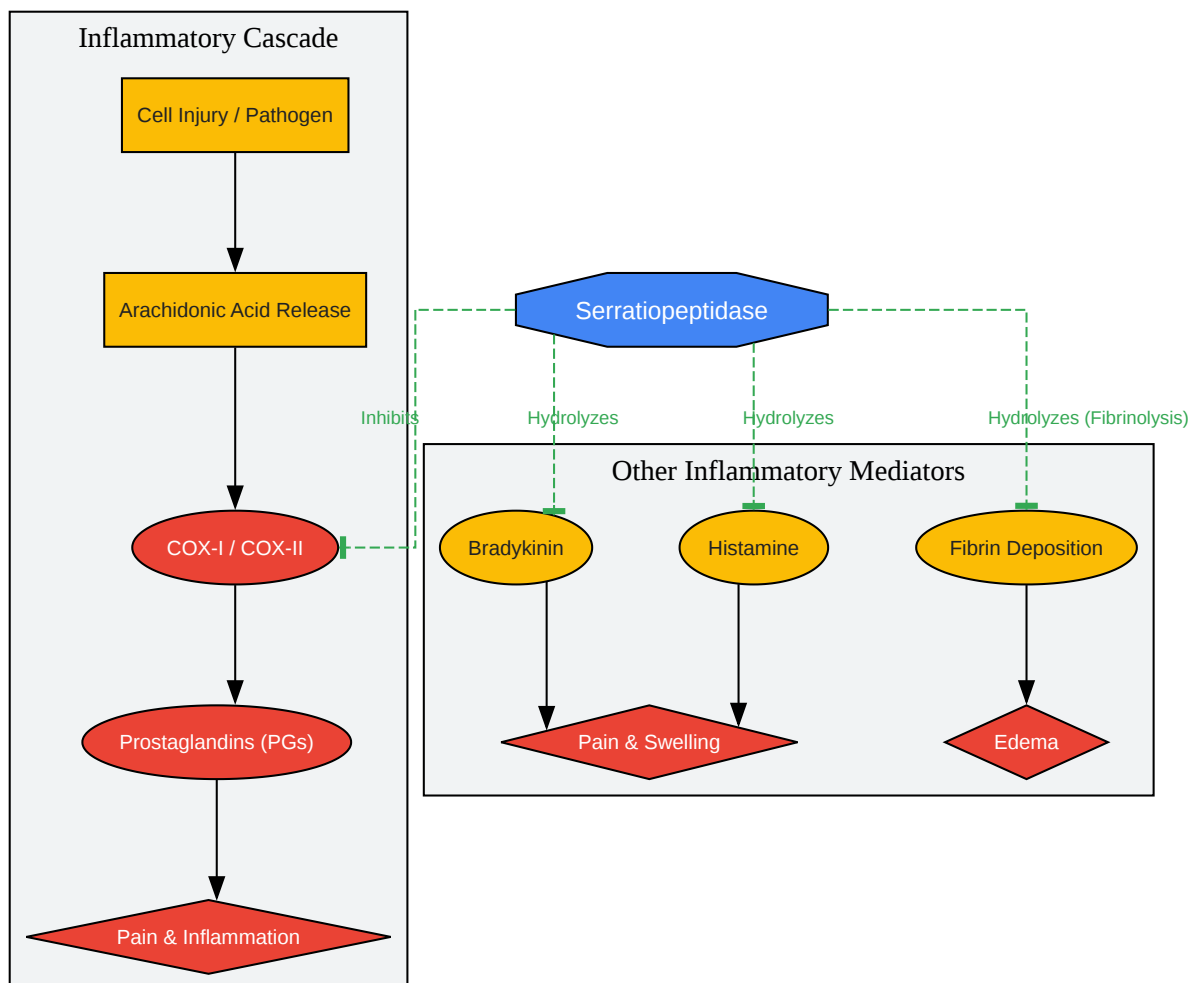 Inflammatory Cascade
Cell Injury / Pathogen
Arachidonic Acid Release
Serratiopeptidase
Inhibits
Hydrolyzes
Hydrolyzes
Hydrolyzes (Fibrinolysis)
Other Inflammatory Mediators
COX-I / COX-II
Bradykinin
Histamine
Fibrin Deposition
Prostaglandins (PGs)
Pain & Swelling
Edema
Pain & Inflammation